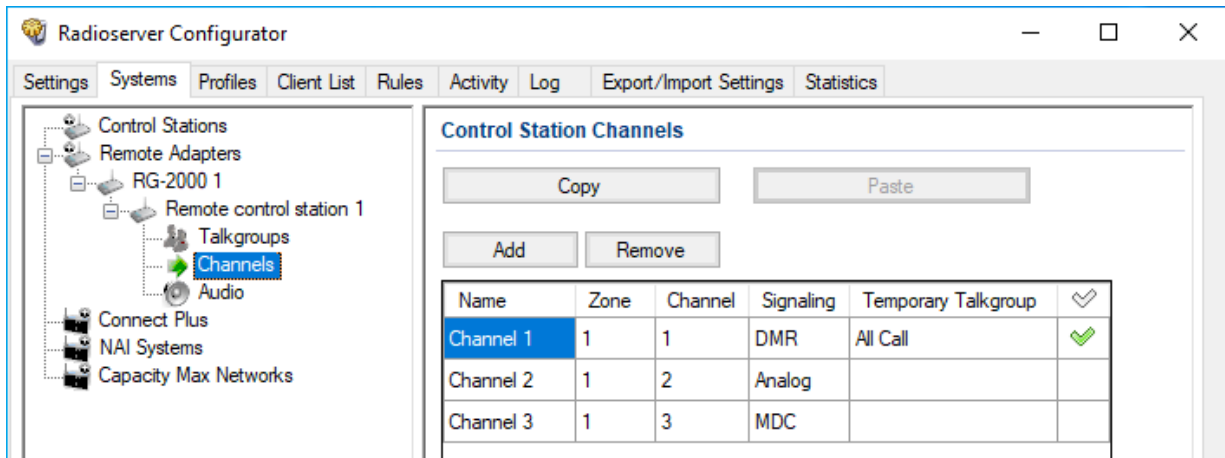 Radioserver Configurator
Settings Systems Profiles Client List Rules Activity Log Export/Import Settings Statistics
Control Stations
Remote Adapters
RG-2000 1
Remote control station 1
Talkgroups
Channels
Audio
Connect Plus
NAI Systems
Capacity Max Networks
Control Station Channels
Copy Paste
Add Remove
Name Zone Channel Signaling Temporary Talkgroup
Channel 1 1 1 DMR All Call
Channel 2 1 2 Analog
Channel 3 1 3 MDC